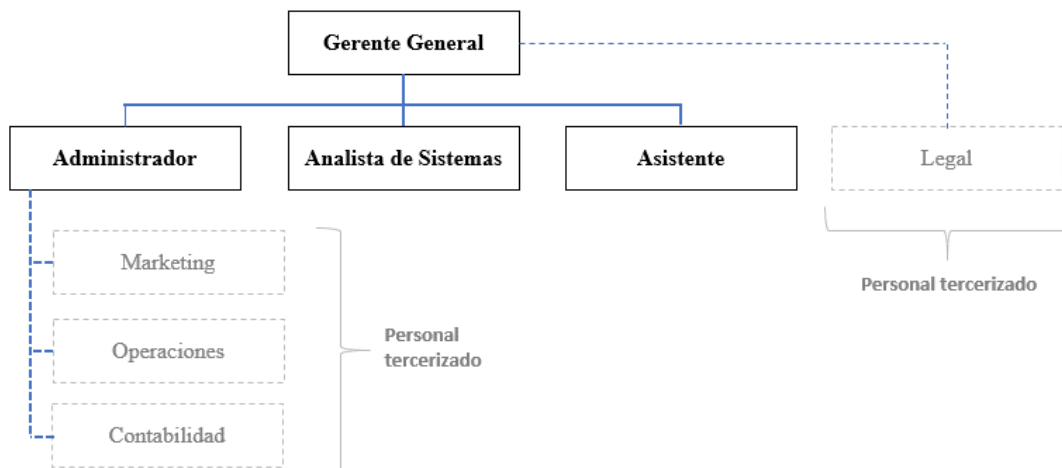 Gerente General
Administrador
Analista de Sistemas
Asistente
Legal
Marketing
Personal tercerizado
Operaciones
Personal
tercerizado
Contabilidad